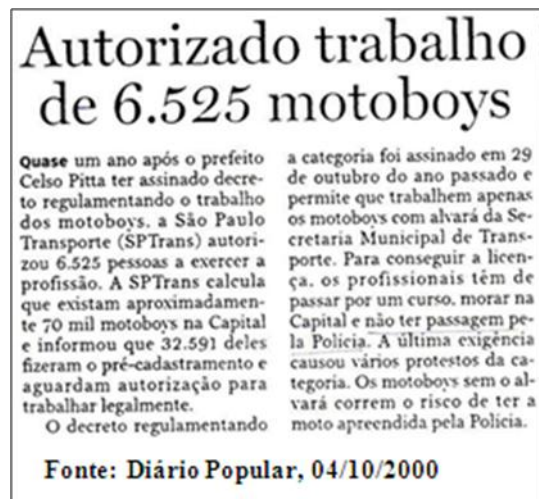 Autorizado trabalho
de 6.525 motoboys
Quase um ano após o prefeito
Celso Pitta ter assinado decre-
to regulamentando o trabalho
dos motoboys, a São Paulo
Transporte (SPTrans) autori-
zou 6.525 pessoas a exercer a
profissão. A SPTrans calcula
que existam aproximadamen-
te 70 mil motoboys na Capital
e informou que 32.591 deles
fizeram o pré-cadastramento e
aguardam autorização para
trabalhar legalmente.
O decreto regulamentando
a categoria foi assinado em 29
de outubro do ano passado e
permite que trabalhem apenas
os motoboys com alvará da Se-
cretaria Municipal de Trans-
porte. Para conseguir a licen-
ça, os profissionais têm de
passar por um curso, morar na
Capital e não ter passagem pe-
la Polícia. A última exigência
causou vários protestos da ca-
tegoria. Os motoboys sem o al-
vará correm o risco de ter a
moto apreendida pela Polícia.
Fonte: Diário Popular, 04/10/2000